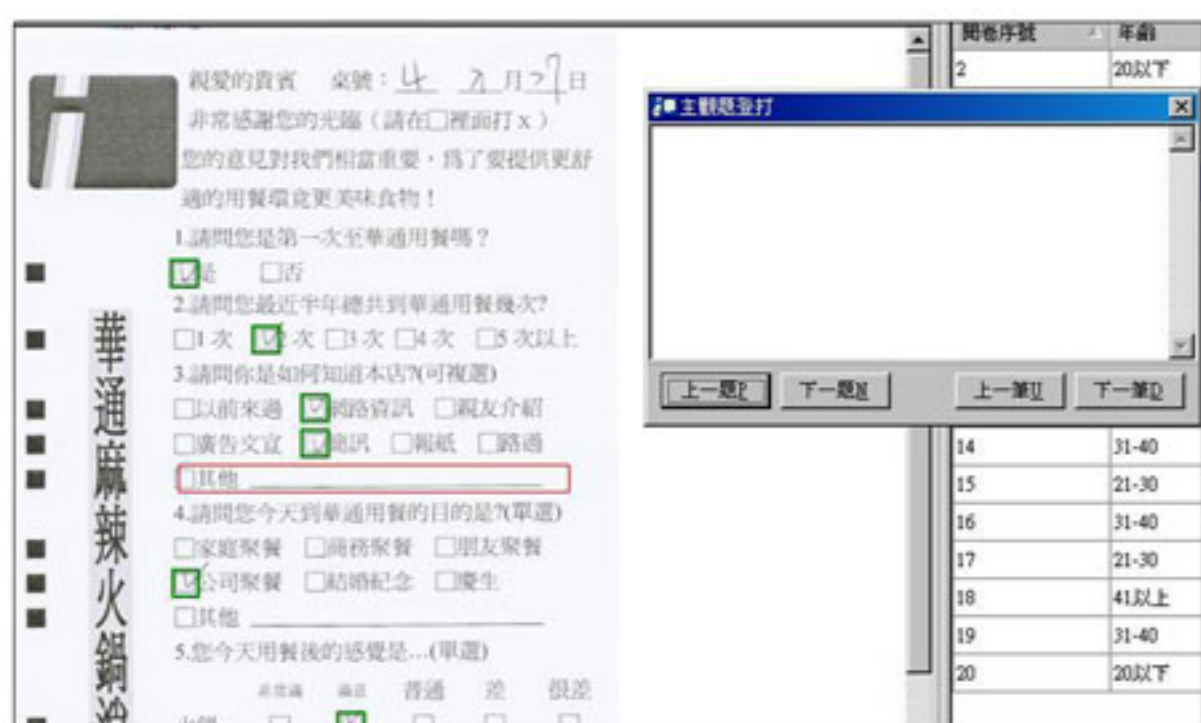 親愛的貴賓 桌號:4 2月27日
非常感謝您的光臨(請在□裡面打x)
您的意見對我們相當重要,為了要提供更舒
適的用餐環竟更美味食物!
1.請問您是第一次至華通用餐嗎?
是 □否
2.請問您最近半年總共到華通用餐幾次?
□1次 2次 □3次 □4次 □5次以上
3.請問你是如何知道本店?(可複選)
□以前來過 網路資訊 □親友介紹
□廣告文宣 簡訊 □報紙 □路過
□其他
4.請問您今天到華通用餐的目的是?(單選)
□家庭聚餐 □商務聚餐 □朋友聚餐
公司聚餐 □結婚紀念 □慶生
□其他
5.您今天用餐後的感覺是...(單選)
非常滿 滿意 普通 差 很差
火鍋
華通麻辣火鍋
問卷序號 年齡
2 20以下
主觀題登打
上一題P 下一題N 上一筆U 下一筆D
14 31-40
15 21-30
16 31-40
17 21-30
18 41以上
19 31-40
20 20以下